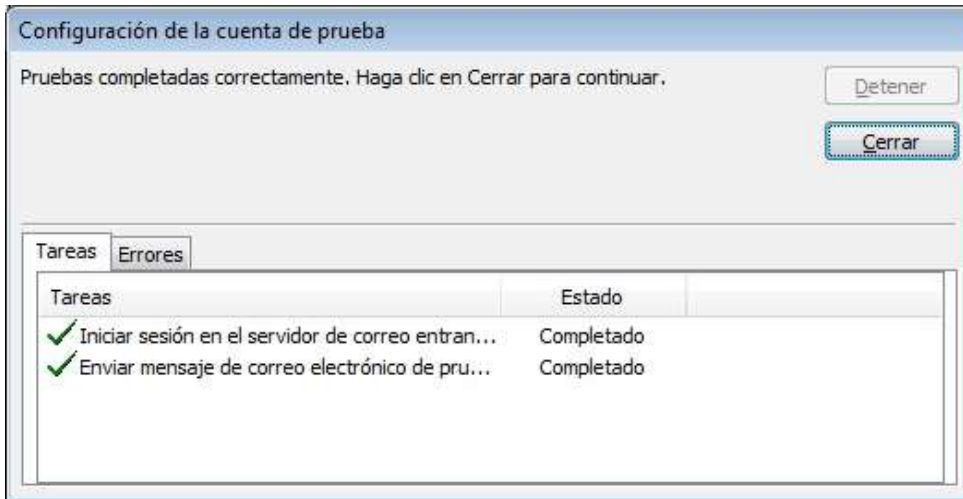 Configuración de la cuenta de prueba
Pruebas completadas correctamente. Haga clic en Cerrar para continuar.
Detener
Cerrar
Tareas Errores
Tareas Estado
Iniciar sesión en el servidor de correo entran... Completado
Enviar mensaje de correo electrónico de pru... Completado